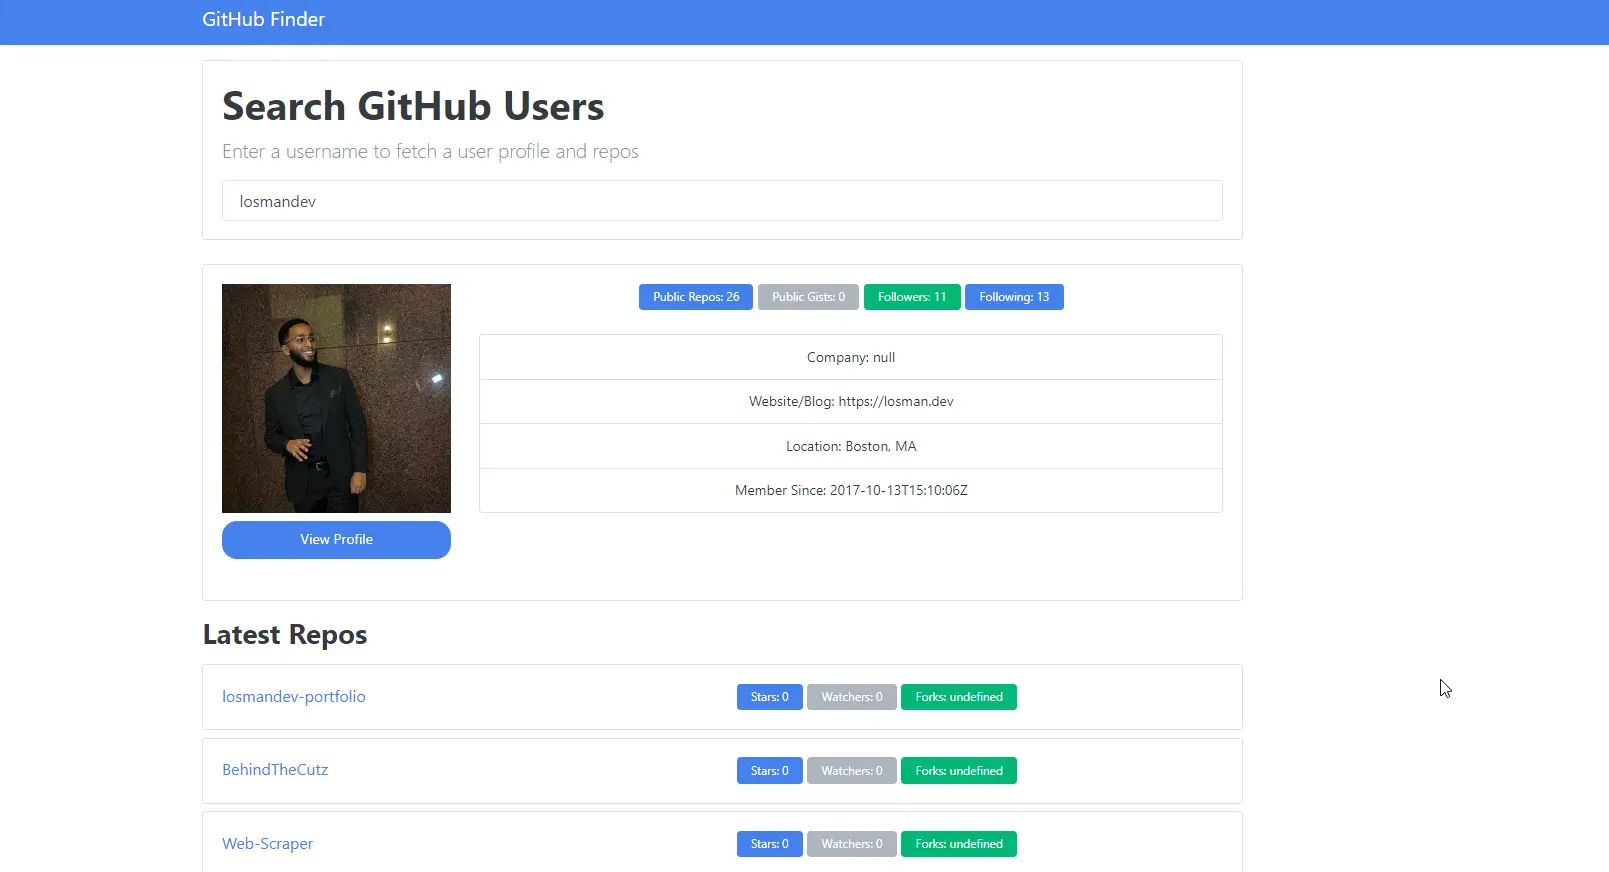 GitHub Finder
Search GitHub Users
Enter a username to fetch a user profile and repos
losmandev
Public Repos: 26 Public Gists: 0 Followers: 11 Following: 13
Company: null
Website/Blog: https://losman.dev
Location: Boston, MA
Member Since: 2017-10-13T15:10:06Z
View Profile
Latest Repos
losmandev-portfolio Stars: 0 Watchers: 0 Forks: undefined
BehindTheCutz Stars: 0 Watchers: 0 Forks: undefined
Web-Scraper Stars: 0 Watchers: 0 Forks: undefined